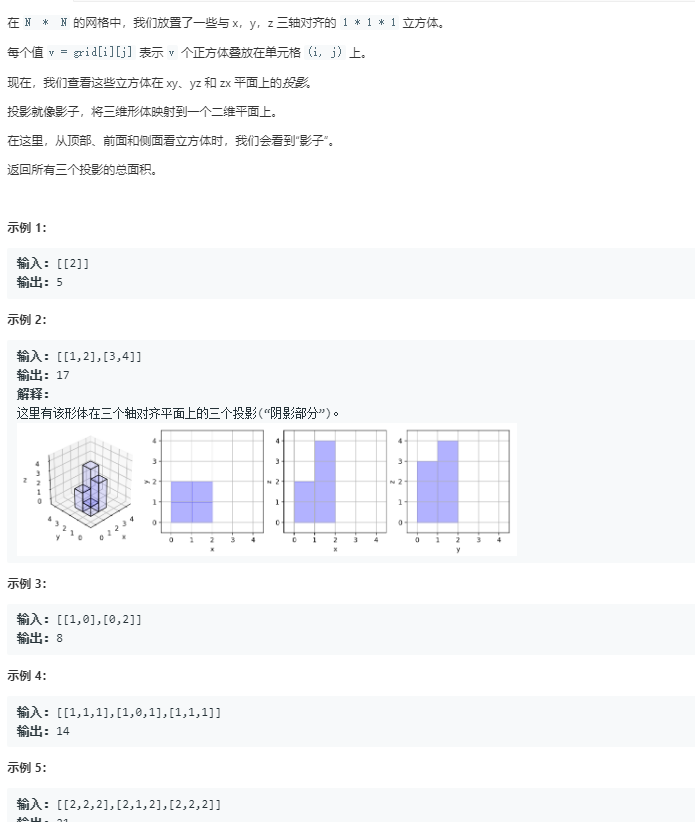 在 N * N 的网格中，我们放置了一些与 x，y，z 三轴对齐的 1 * 1 * 1 立方体。
每个值 v = grid[i][j] 表示 v 个正方体叠放在单元格 (i, j) 上。
现在，我们查看这些立方体在 xy、yz 和 zx 平面上的投影。
投影就像影子，将三维形体映射到一个二维平面上。
在这里，从顶部、前面和侧面看立方体时，我们会看到“影子”。
返回所有三个投影的总面积。
示例 1：
输入：[[2]]
输出：5
示例 2：
输入：[[1,2],[3,4]]
输出：17
解释：
这里有该形体在三个轴对齐平面上的三个投影(“阴影部分”)。
z 4 3 2 1 0 4 3 2 1 0 y 0 1 2 3 4 x
4 3 2 1 0 y 0 1 2 3 4 x
4 3 2 1 0 z 0 1 2 3 4 x
4 3 2 1 0 z 0 1 2 3 4 y
示例 3：
输入：[[1,0],[0,2]]
输出：8
示例 4：
输入：[[1,1,1],[1,0,1],[1,1,1]]
输出：14
示例 5：
输入：[[2,2,2],[2,1,2],[2,2,2]]